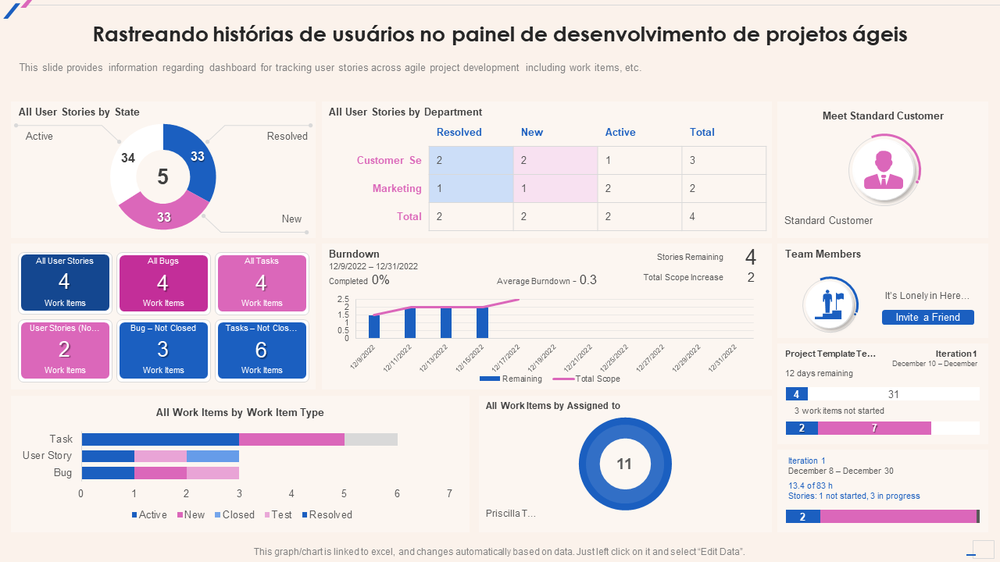 Rastreando histórias de usuários no painel de desenvolvimento de projetos ágeis
This slide provides information regarding dashboard for tracking user stories across agile project development including work items, etc.
All User Stories by State
Active
Resolved
34
33
5
33
New
All User Stories by Department
Resolved New Active Total
Customer Se 2 2 1 3
Marketing 1 1 2 2
Total 2 2 2 4
Meet Standard Customer
Standard Customer
All User Stories
4
Work Items
All Bugs
4
Work Items
All Tasks
4
Work Items
User Stories (No...
2
Work Items
Bug – Not Closed
3
Work Items
Tasks – Not Clos...
6
Work Items
Burndown
12/9/2022 – 12/31/2022
Completed 0%
Average Burndown - 0.3
Stories Remaining 4
Total Scope Increase 2
2.5
2
1.5
1
0.5
0
12/9/2022 12/11/2022 12/13/2022 12/15/2022 12/17/2022 12/19/2022 12/21/2022 12/25/2022 12/27/2022 12/29/2022 12/31/2022
Remaining Total Scope
Team Members
It's Lonely in Here...
Invite a Friend
Project Template Te...
Iteration 1
December 10 – December
12 days remaining
4 31
3 work items not started
2 7
Iteration 1
December 8 – December 30
13.4 of 83 h
Stories: 1 not started, 3 in progress
2
All Work Items by Work Item Type
Task
User Story
Bug
0 1 2 3 4 5 6 7
Active New Closed Test Resolved
All Work Items by Assigned to
11
Priscilla T...
This graph/chart is linked to excel, and changes automatically based on data. Just left click on it and select “Edit Data”.